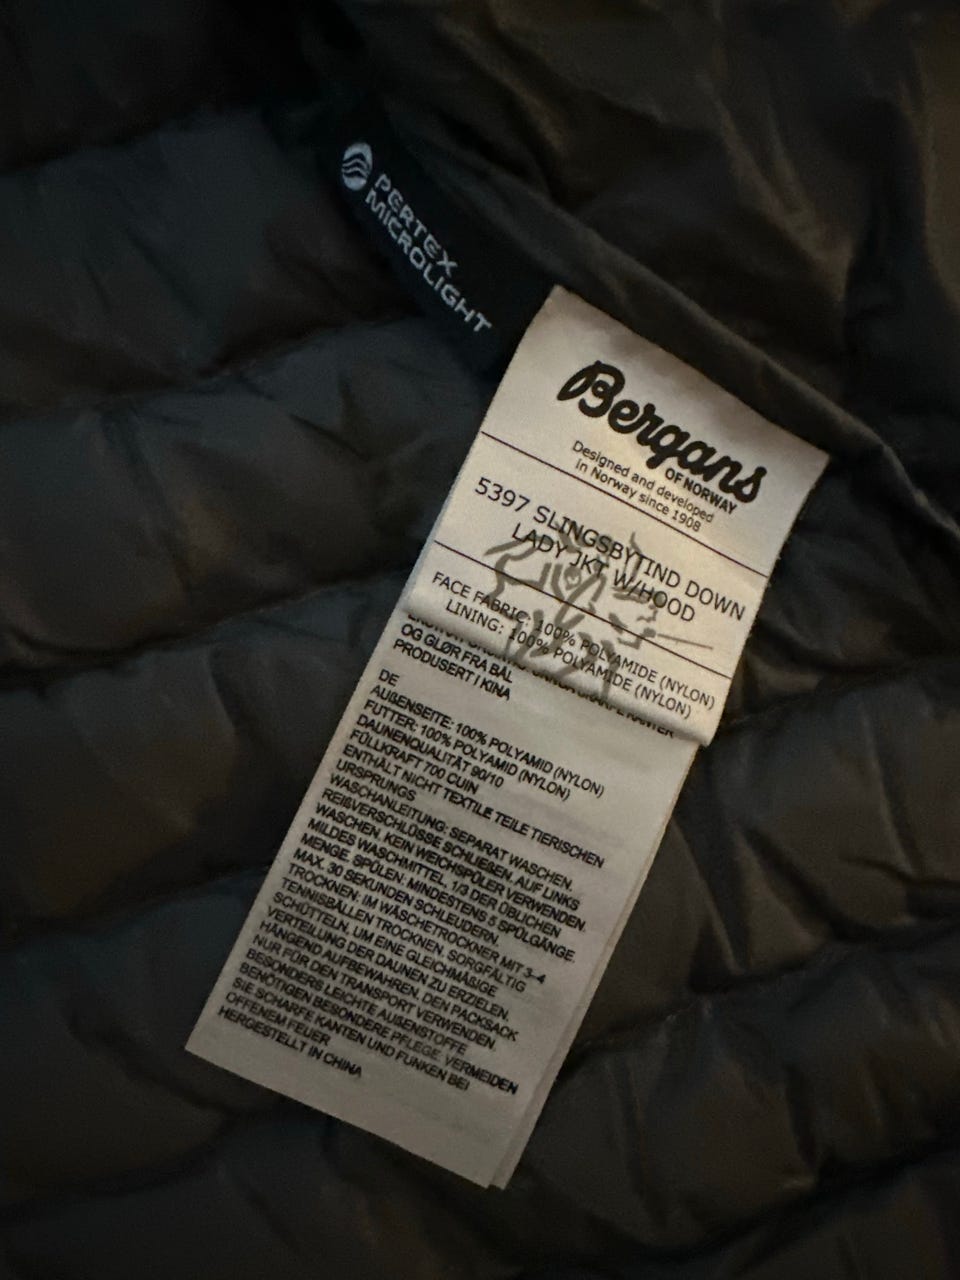 PERTEX
MICROLIGHT
Bergans
OF NORWAY
Designed and developed
in Norway since 1908
5397 SLINGSBYTIND DOWN
LADY JKT W/HOOD
FACE FABRIC: 100% POLYAMIDE (NYLON)
LINING: 100% POLYAMIDE (NYLON)
OG GLØR FRA BÅL
PRODUSERT I KINA
DE
AUßENSEITE: 100% POLYAMID (NYLON)
FUTTER: 100% POLYAMID (NYLON)
DAUNENQUALITÄT 90/10
FÜLLKRAFT 700 CUIN
ENTHÄLT NICHT TEXTILE TEILE TIERISCHEN
URSPRUNGS
WASCHANLEITUNG: SEPARAT WASCHEN.
REIßVERSCHLÜSSE SCHLIEßEN. AUF LINKS
WASCHEN. KEIN WEICHSPÜLER VERWENDEN.
MILDES WASCHMITTEL, 1/3 DER ÜBLICHEN
MENGE. SPÜLEN: MINDESTENS 5 SPÜLGÄNGE.
MAX. 30 SEKUNDEN SCHLEUDERN.
TROCKNEN: IM WÄSCHETROCKNER MIT 3-4
TENNISBÄLLEN TROCKNEN. SORGFÄLTIG
SCHÜTTELN, UM EINE GLEICHMÄßIGE
VERTEILUNG DER DAUNEN ZU ERZIELEN.
HÄNGEND AUFBEWAHREN. DEN PACKSACK
NUR FÜR DEN TRANSPORT VERWENDEN.
BESONDERS LEICHTE AUßENSTOFFE
BENÖTIGEN BESONDERE PFLEGE. VERMEIDEN
SIE SCHARFE KANTEN UND FUNKEN BEI
OFFENEM FEUER
HERGESTELLT IN CHINA